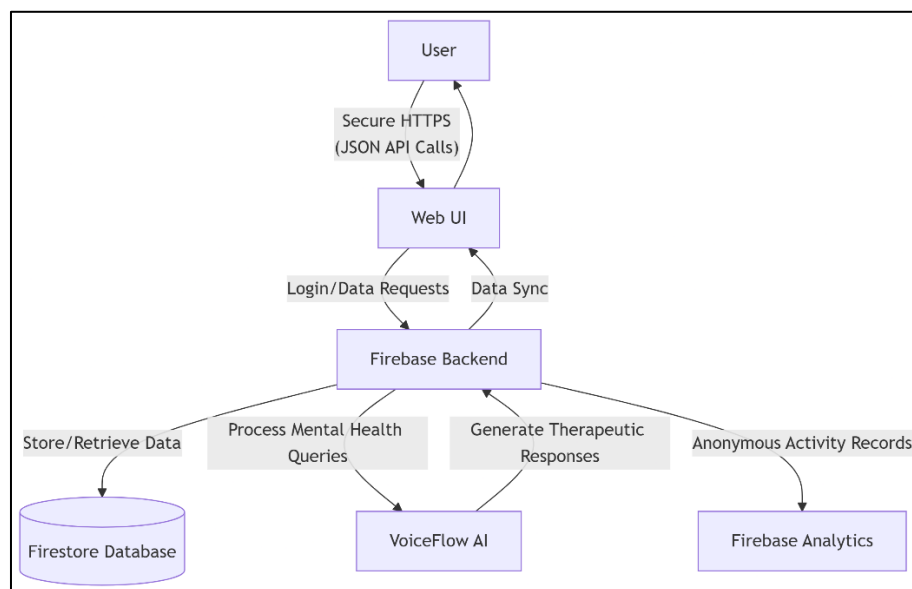 User
Secure HTTPS
(JSON API Calls)
Web UI
Login/Data Requests
Data Sync
Firebase Backend
Store/Retrieve Data
Process Mental Health
Queries
Generate Therapeutic
Responses
Anonymous Activity Records
Firestore Database
VoiceFlow AI
Firebase Analytics